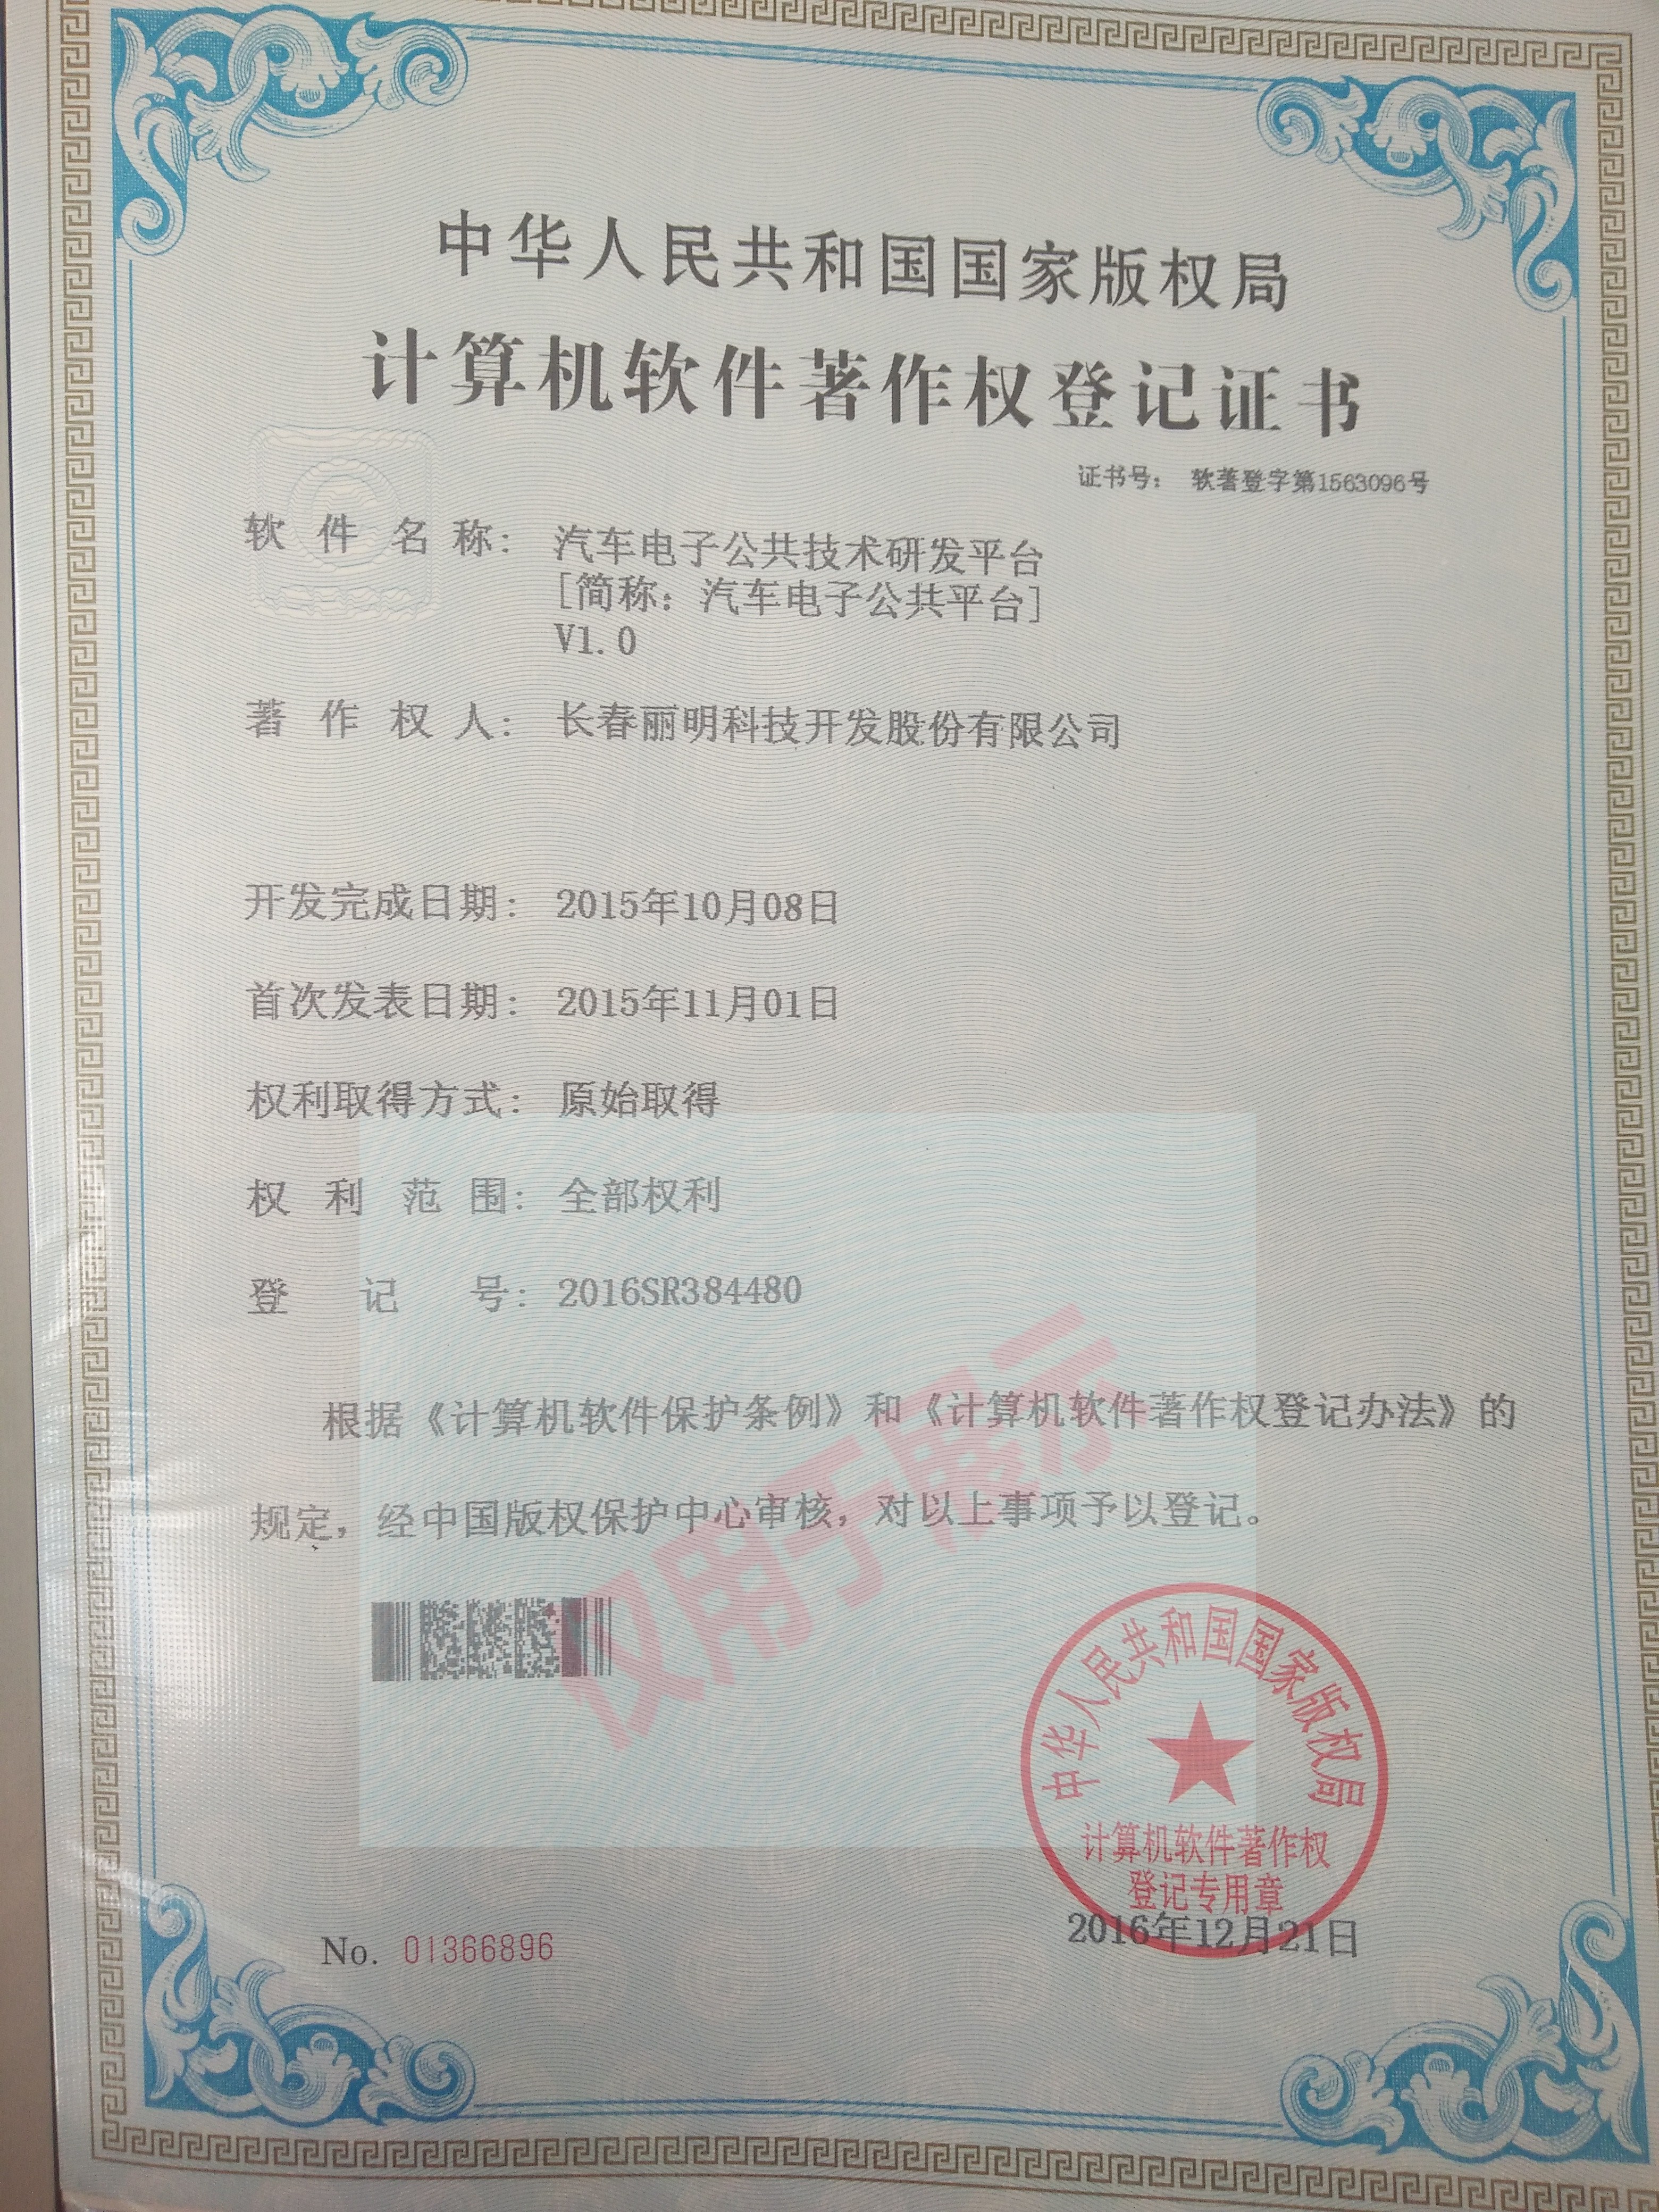 中华人民共和国国家版权局
计算机软件著作权登记证书
证书号： 软著登字第1563096号
软件名称： 汽车电子公共技术研发平台
[简称：汽车电子公共平台]
V1.0
著作权人： 长春丽明科技开发股份有限公司
开发完成日期： 2015年10月08日
首次发表日期： 2015年11月01日
权利取得方式： 原始取得
权利范围： 全部权利
登记号： 2016SR384480
根据《计算机软件保护条例》和《计算机软件著作权登记办法》的
规定，经中国版权保护中心审核，对以上事项予以登记。
仅用于展示
中华人民共和国国家版权局
计算机软件著作权
登记专用章
No. 01366896
2016年12月21日